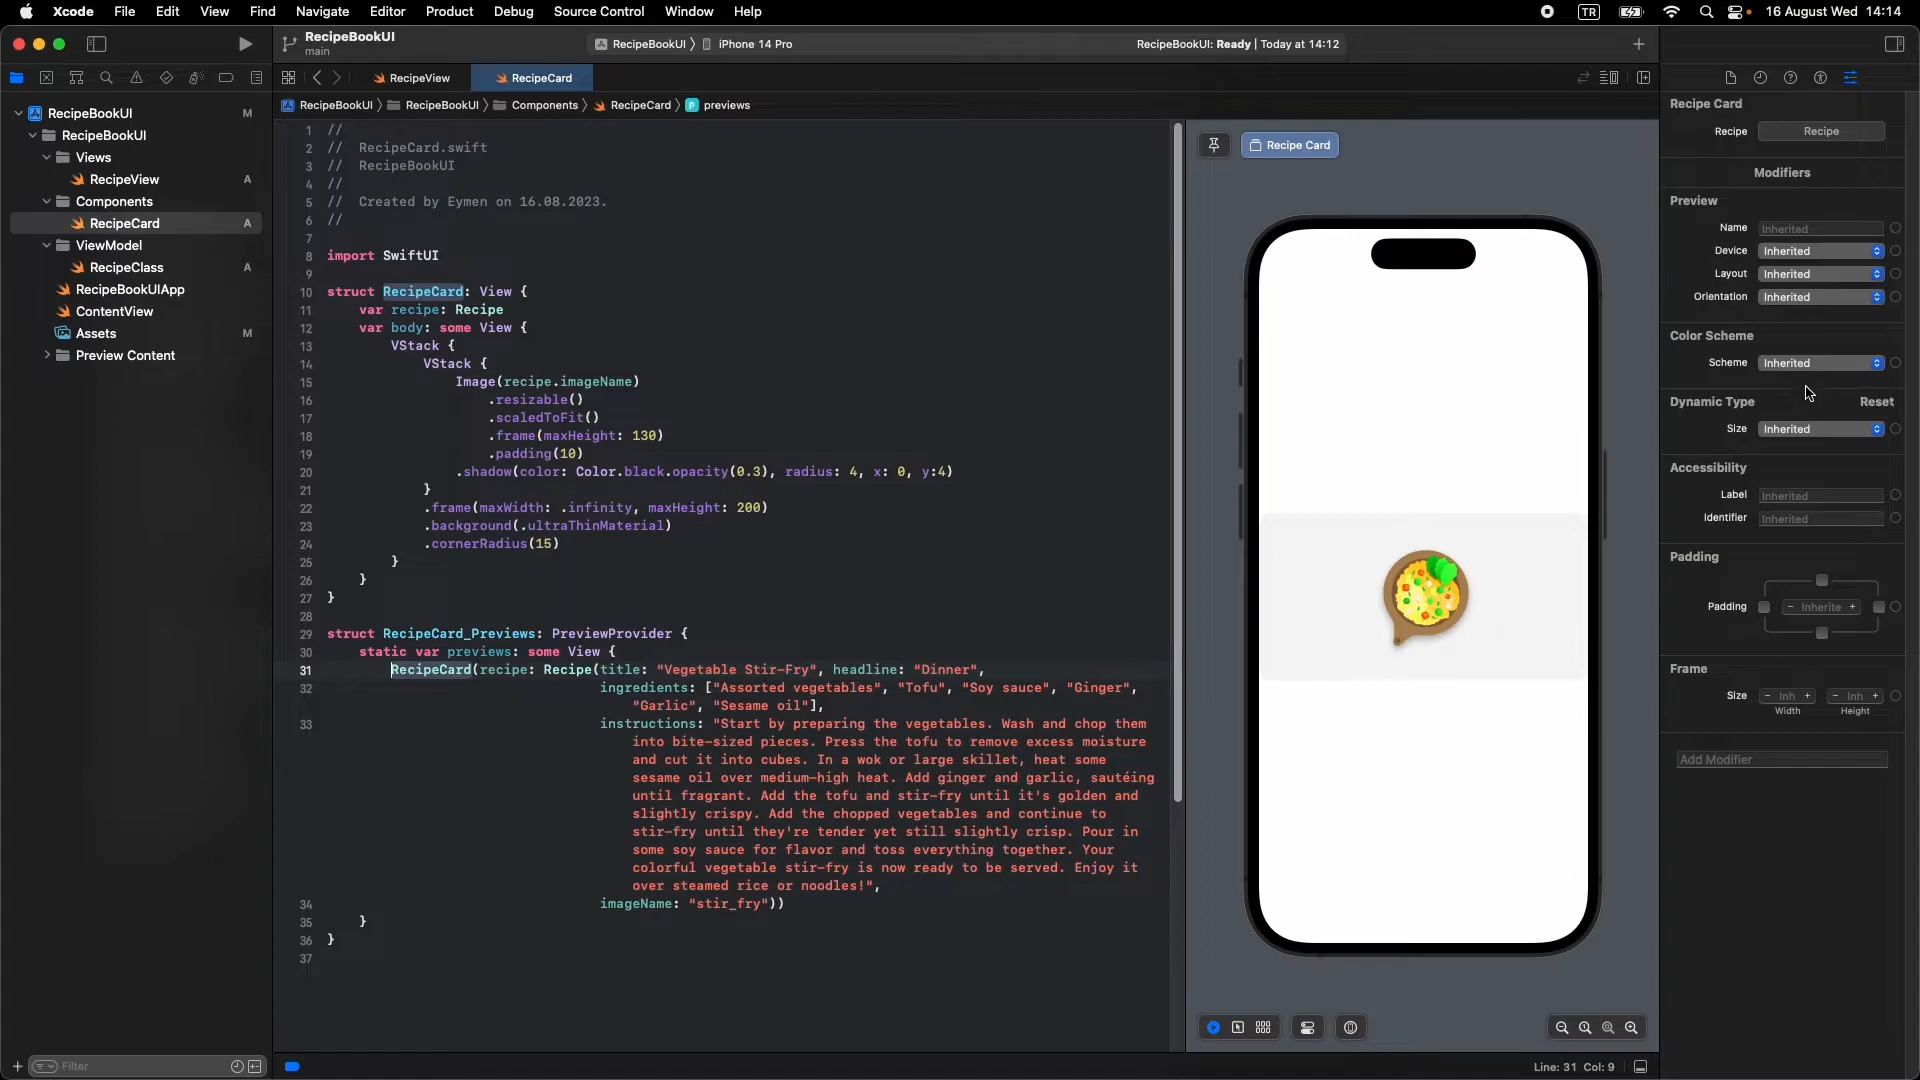 Xcode File Edit View Find Navigate Editor Product Debug Source Control Window Help TR 16 August Wed 14:14
RecipeBookUI
main
RecipeBookUI iPhone 14 Pro RecipeBookUI: Ready | Today at 14:12
RecipeView RecipeCard
RecipeBookUI RecipeBookUI Components RecipeCard P previews
RecipeBookUI M
RecipeBookUI
Views
RecipeView A
Components
RecipeCard A
ViewModel
RecipeClass A
RecipeBookUIApp
ContentView
Assets M
Preview Content
Filter
1 //
2 // RecipeCard.swift
3 // RecipeBookUI
4 //
5 // Created by Eymen on 16.08.2023.
6 //
7
8 import SwiftUI
9
10 struct RecipeCard: View {
11 var recipe: Recipe
12 var body: some View {
13 VStack {
14 VStack {
15 Image(recipe.imageName)
16 .resizable()
17 .scaledToFit()
18 .frame(maxHeight: 130)
19 .padding(10)
20 .shadow(color: Color.black.opacity(0.3), radius: 4, x: 0, y:4)
21 }
22 .frame(maxWidth: .infinity, maxHeight: 200)
23 .background(.ultraThinMaterial)
24 .cornerRadius(15)
25 }
26 }
27 }
28
29 struct RecipeCard_Previews: PreviewProvider {
30 static var previews: some View {
31 RecipeCard(recipe: Recipe(title: "Vegetable Stir-Fry", headline: "Dinner",
32 ingredients: ["Assorted vegetables", "Tofu", "Soy sauce", "Ginger",
"Garlic", "Sesame oil"],
33 instructions: "Start by preparing the vegetables. Wash and chop them
into bite-sized pieces. Press the tofu to remove excess moisture
and cut it into cubes. In a wok or large skillet, heat some
sesame oil over medium-high heat. Add ginger and garlic, sautéing
until fragrant. Add the tofu and stir-fry until it's golden and
slightly crispy. Add the chopped vegetables and continue to
stir-fry until they're tender yet still slightly crisp. Pour in
some soy sauce for flavor and toss everything together. Your
colorful vegetable stir-fry is now ready to be served. Enjoy it
over steamed rice or noodles!",
34 imageName: "stir_fry"))
35 }
36 }
37
Recipe Card
Line: 31 Col: 9
Recipe Card
Recipe Recipe
Modifiers
Preview
Name Inherited
Device Inherited
Layout Inherited
Orientation Inherited
Color Scheme
Scheme Inherited
Dynamic Type Reset
Size Inherited
Accessibility
Label Inherited
Identifier Inherited
Padding
Padding - Inherite +
Frame
Size - Inh + - Inh +
Width Height
Add Modifier